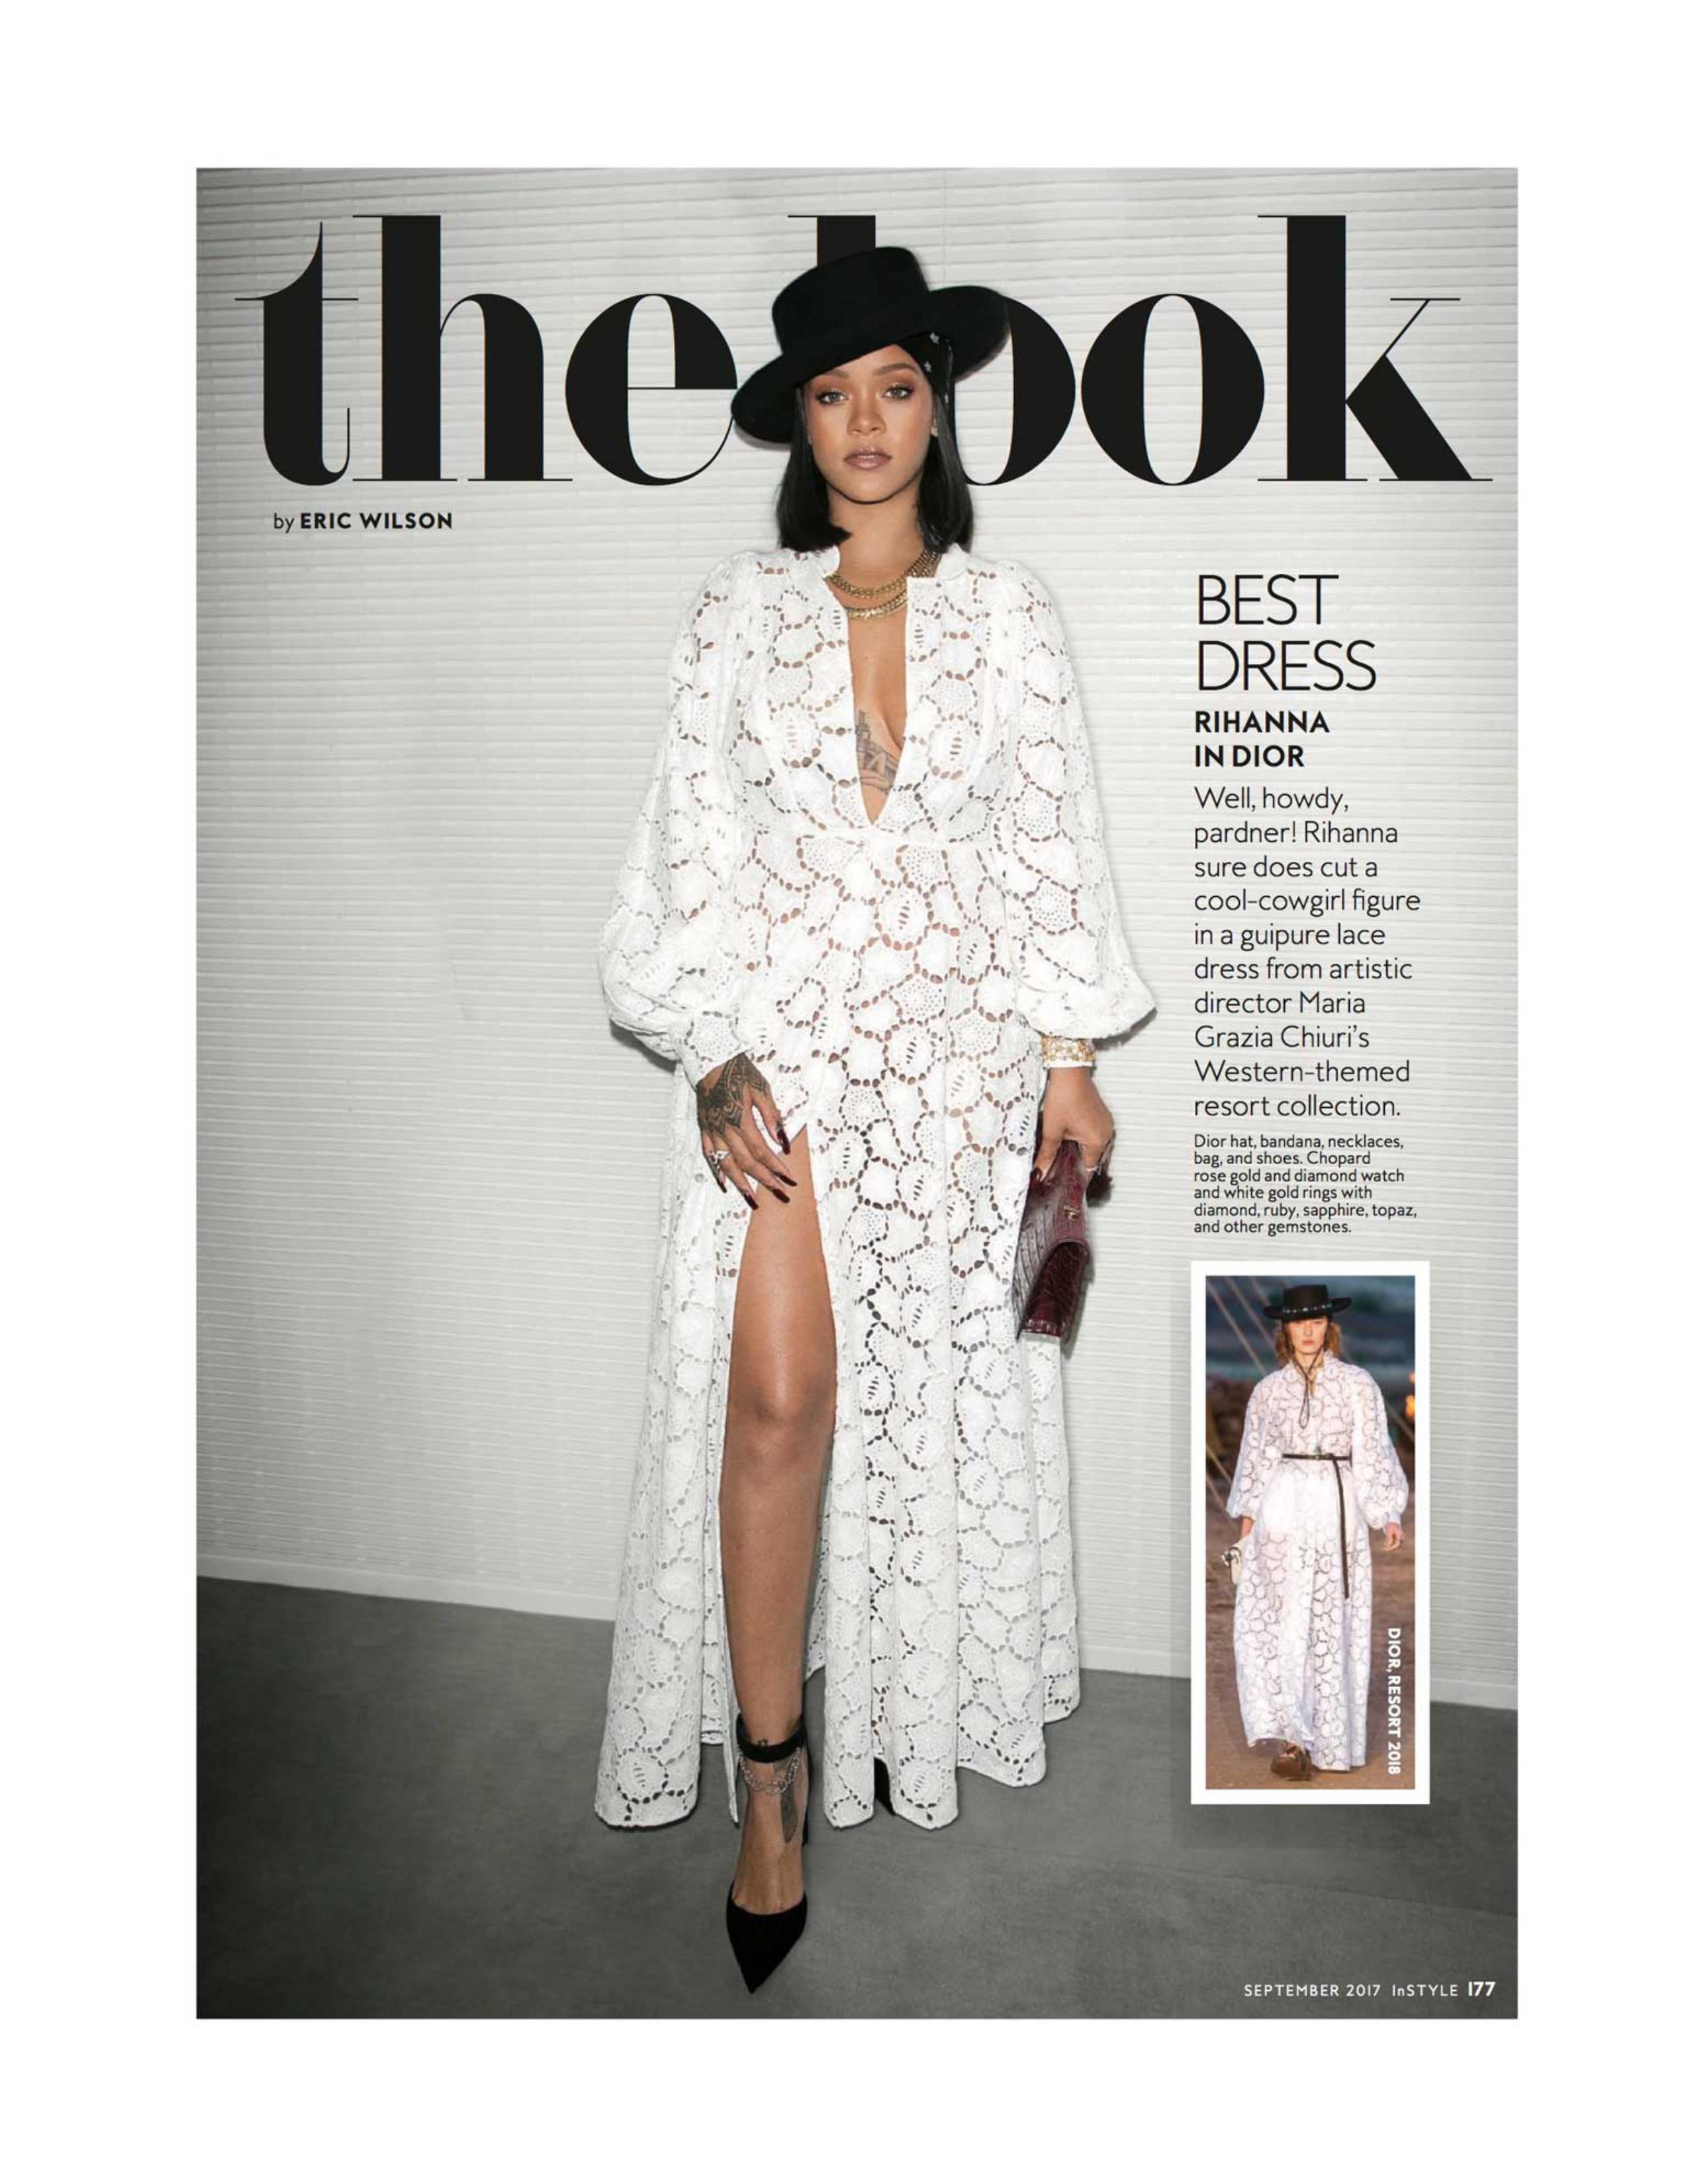 the look
by ERIC WILSON
BEST
DRESS
RIHANNA
IN DIOR
Well, howdy,
pardner! Rihanna
sure does cut a
cool-cowgirl figure
in a guipure lace
dress from artistic
director Maria
Grazia Chiuri's
Western-themed
resort collection.
Dior hat, bandana, necklaces,
bag, and shoes. Chopard
rose gold and diamond watch
and white gold rings with
diamond, ruby, sapphire, topaz,
and other gemstones.
DIOR, RESORT 2018
SEPTEMBER 2017 InSTYLE 177